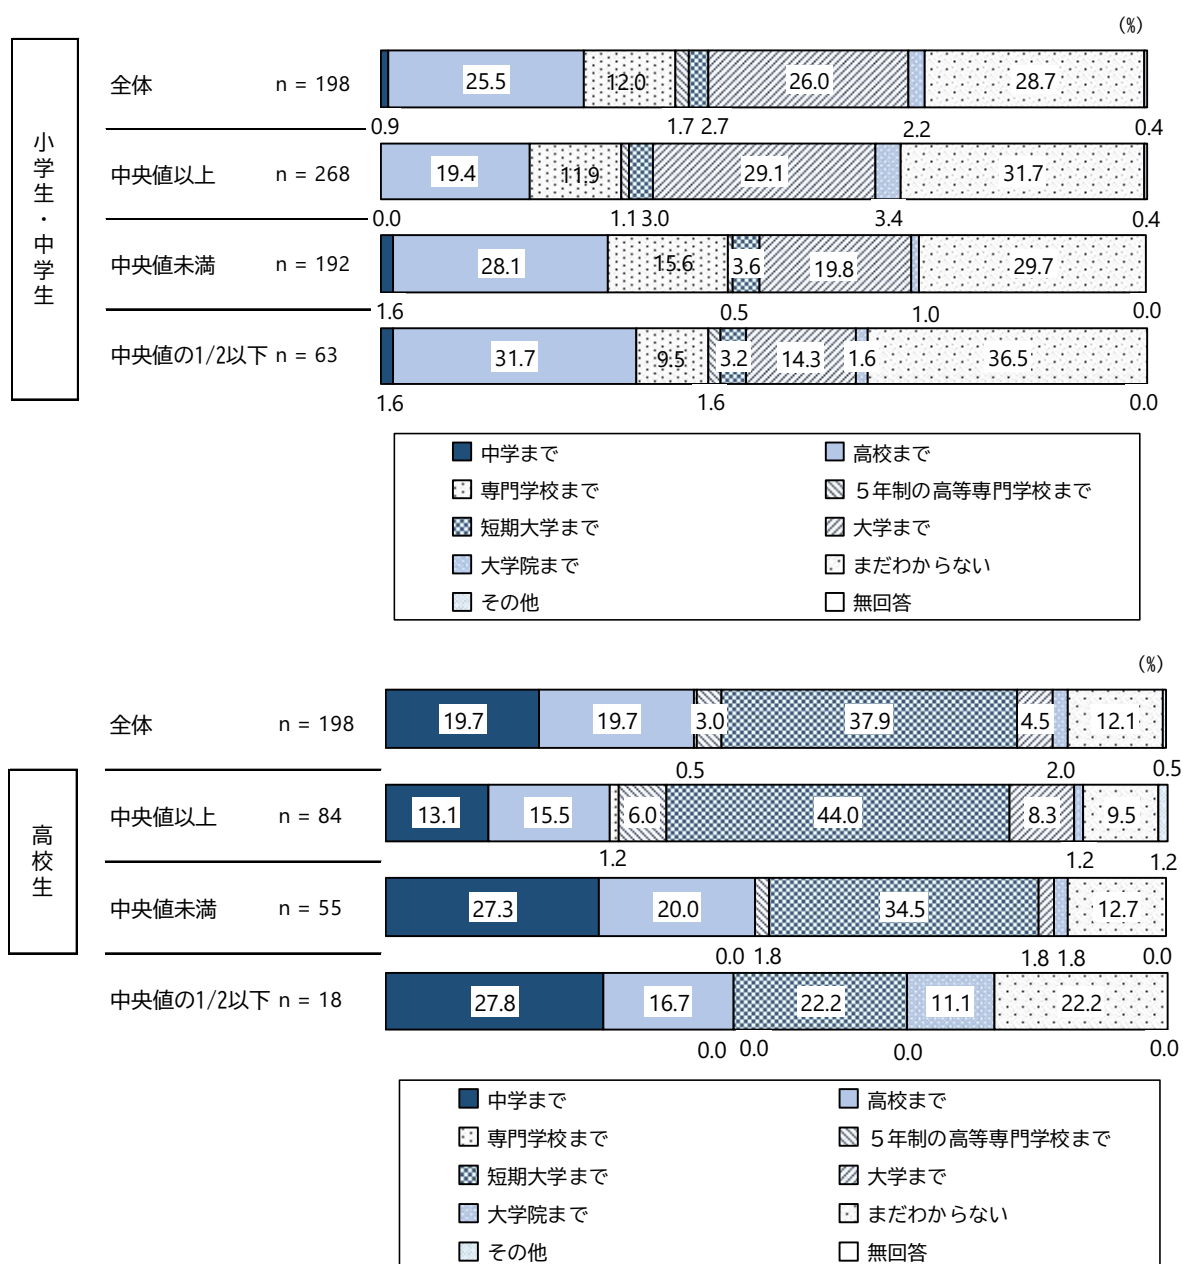 (%)
小学生・中学生
全体 n = 198
25.5 12.0 26.0 28.7
0.9 1.7 2.7 2.2 0.4
中央値以上 n = 268
19.4 11.9 29.1 31.7
0.0 1.1 3.0 3.4 0.4
中央値未満 n = 192
28.1 15.6 3.6 19.8 29.7
1.6 0.5 1.0 0.0
中央値の1/2以下 n = 63
31.7 9.5 3.2 14.3 1.6 36.5
1.6 1.6 0.0
中学まで 高校まで
専門学校まで 5年制の高等専門学校まで
短期大学まで 大学まで
大学院まで まだわからない
その他 無回答
(%)
高校生
全体 n = 198
19.7 19.7 3.0 37.9 4.5 12.1
0.5 2.0 0.5
中央値以上 n = 84
13.1 15.5 6.0 44.0 8.3 9.5
1.2 1.2 1.2
中央値未満 n = 55
27.3 20.0 34.5 12.7
0.0 1.8 1.8 1.8 0.0
中央値の1/2以下 n = 18
27.8 16.7 22.2 11.1 22.2
0.0 0.0 0.0 0.0
中学まで 高校まで
専門学校まで 5年制の高等専門学校まで
短期大学まで 大学まで
大学院まで まだわからない
その他 無回答